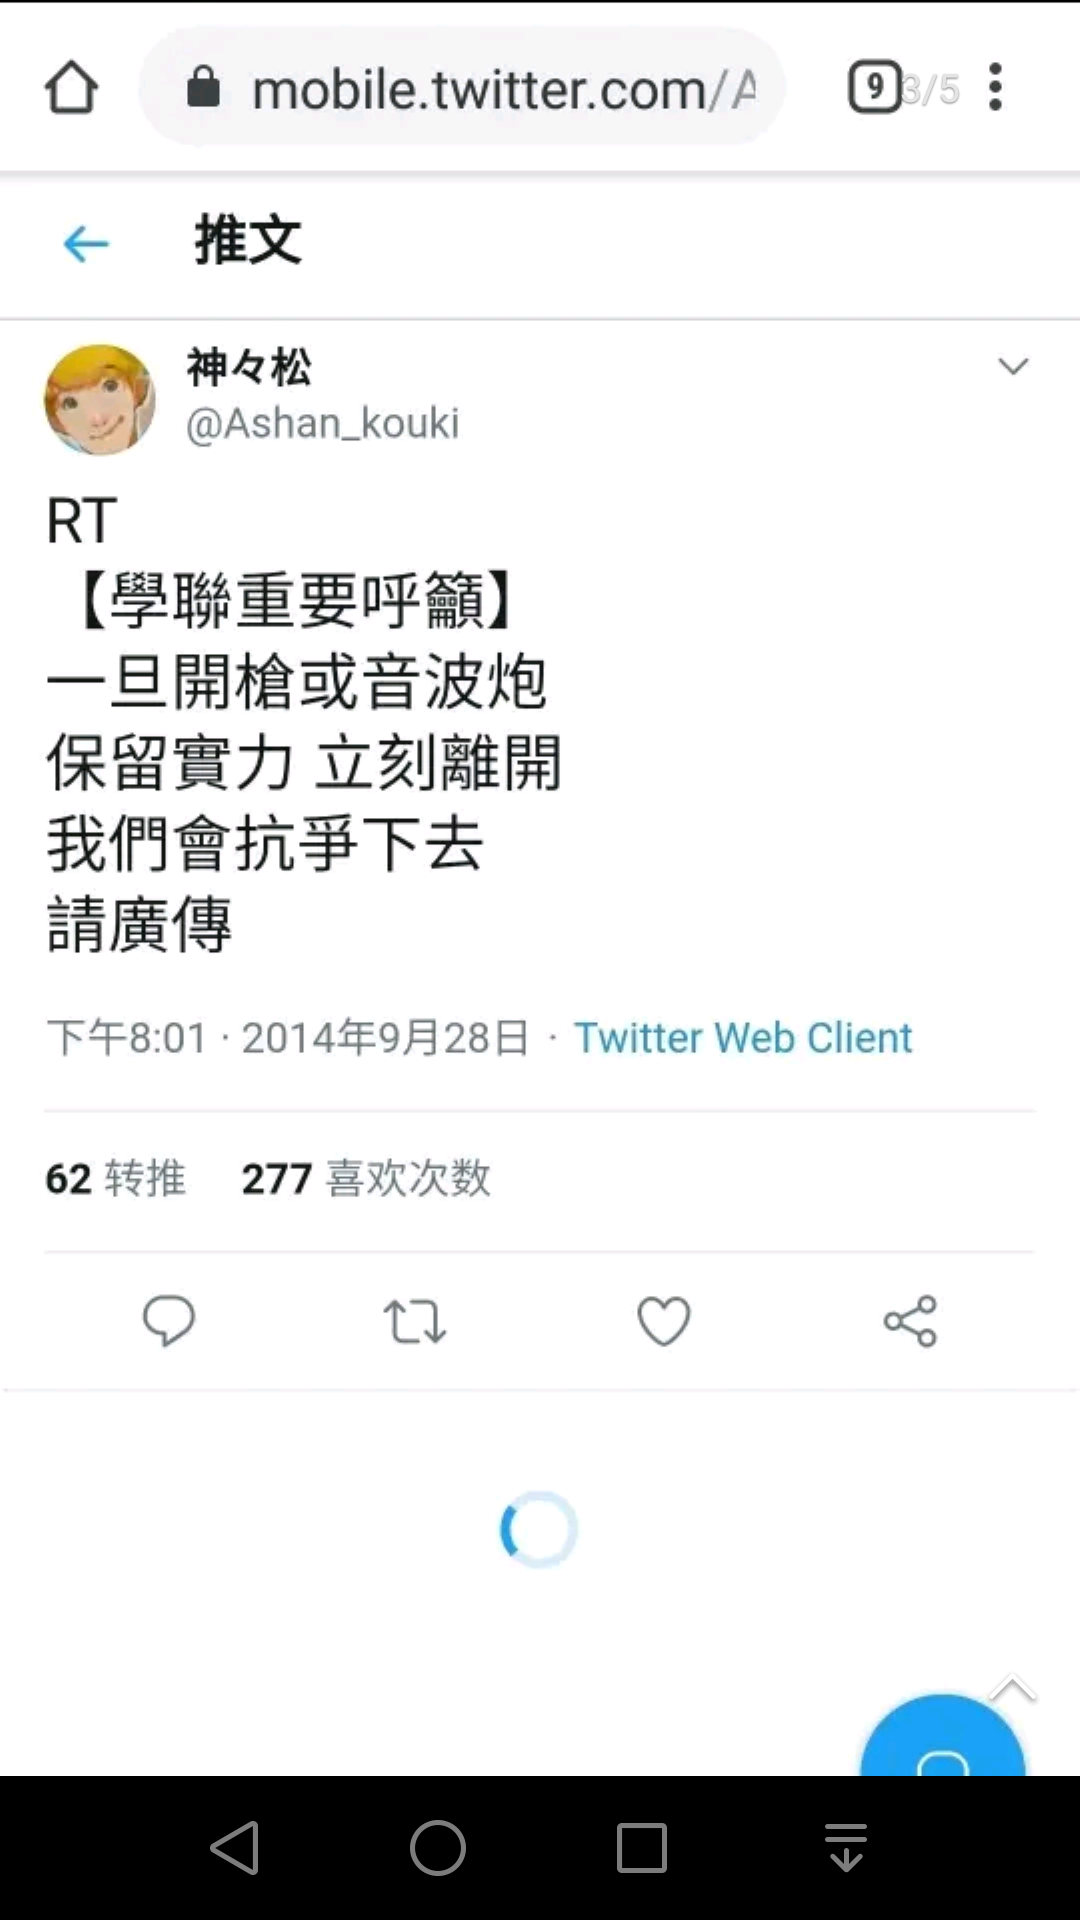 mobile.twitter.com/A
9
3/5
推文
神々松
@Ashan_kouki
RT
【學聯重要呼籲】
一旦開槍或音波炮
保留實力 立刻離開
我們會抗爭下去
請廣傳
下午8:01 · 2014年9月28日 · Twitter Web Client
62 转推 277 喜欢次数